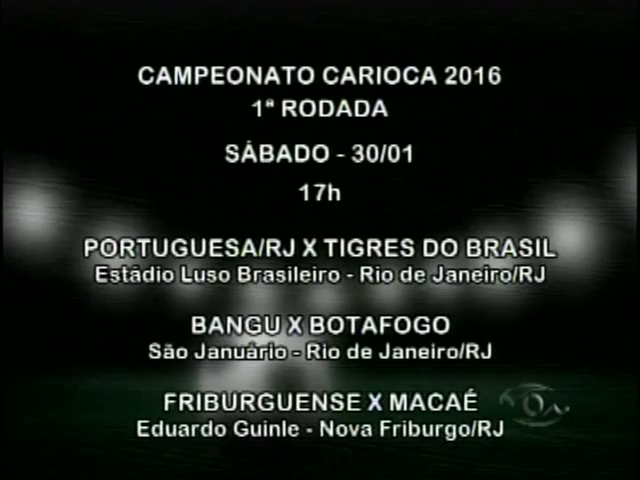 CAMPEONATO CARIOCA 2016
1ª RODADA
SÁBADO - 30/01
17h
PORTUGUESA/RJ X TIGRES DO BRASIL
Estádio Luso Brasileiro - Rio de Janeiro/RJ
BANGU X BOTAFOGO
São Januário - Rio de Janeiro/RJ
FRIBURGUENSE X MACAÉ
Eduardo Guinle - Nova Friburgo/RJ